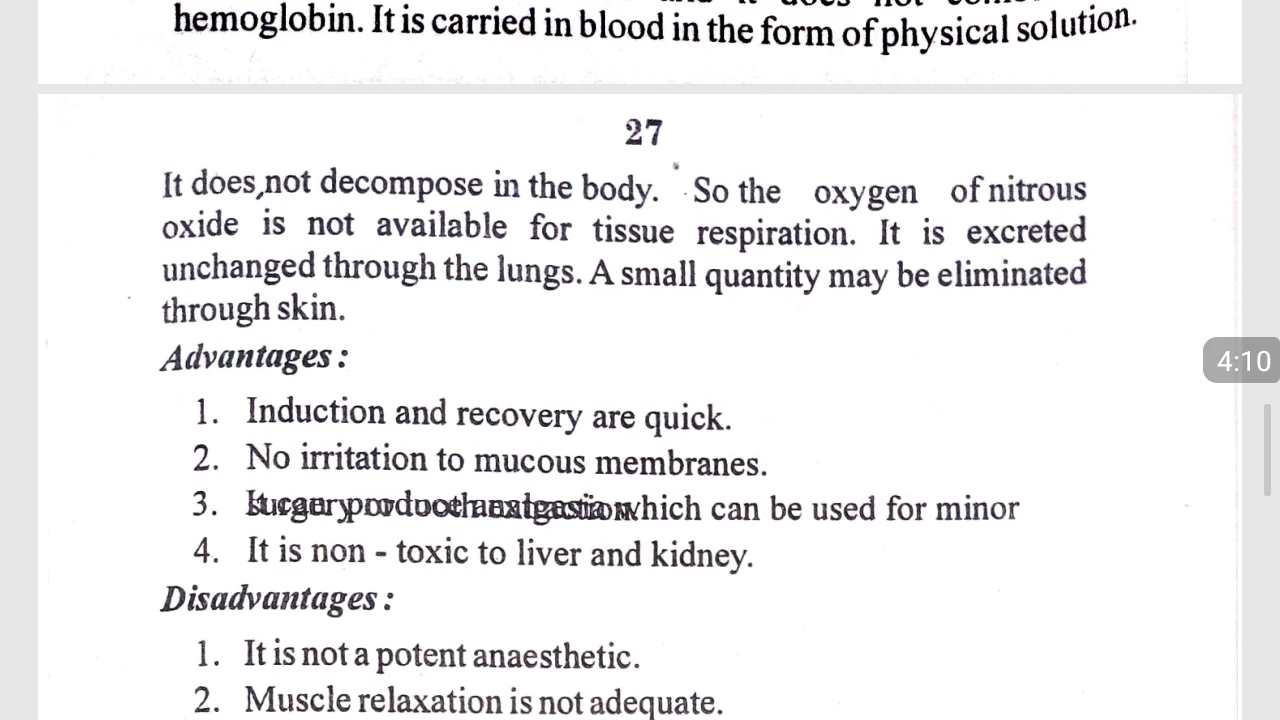 hemoglobin. It is carried in blood in the form of physical solution.
27
It does not decompose in the body. So the oxygen of nitrous
oxide is not available for tissue respiration. It is excreted
unchanged through the lungs. A small quantity may be eliminated
through skin.
Advantages :
1. Induction and recovery are quick.
2. No irritation to mucous membranes.
3. which can be used for minor
4. It is non - toxic to liver and kidney.
Disadvantages :
1. It is not a potent anaesthetic.
2. Muscle relaxation is not adequate.
4:10